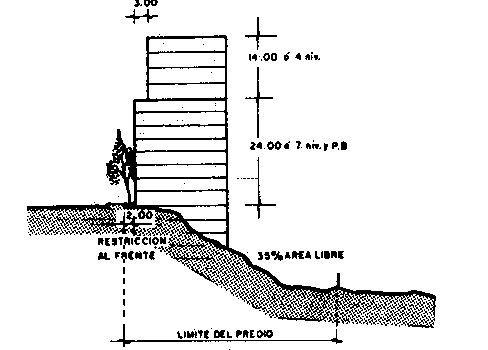 3.00
14.00 ó 4 niv.
24.00 ó 7 niv. y P.B
2.00
RESTRICCION
AL FRENTE
35% AREA LIBRE
LIMITE DEL PREDIO